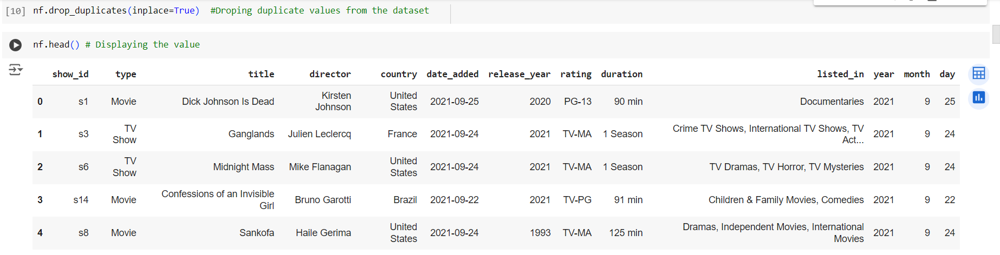 [10] nf.drop_duplicates(inplace=True)  #Droping duplicate values from the dataset
nf.head() # Displaying the value
show_id type title director country date_added release_year rating duration listed_in year month day
0 s1 Movie Dick Johnson Is Dead Kirsten Johnson United States 2021-09-25 2020 PG-13 90 min Documentaries 2021 9 25
1 s3 TV Show Ganglands Julien Leclercq France 2021-09-24 2021 TV-MA 1 Season Crime TV Shows, International TV Shows, TV Act... 2021 9 24
2 s6 TV Show Midnight Mass Mike Flanagan United States 2021-09-24 2021 TV-MA 1 Season TV Dramas, TV Horror, TV Mysteries 2021 9 24
3 s14 Movie Confessions of an Invisible Girl Bruno Garotti Brazil 2021-09-22 2021 TV-PG 91 min Children & Family Movies, Comedies 2021 9 22
4 s8 Movie Sankofa Haile Gerima United States 2021-09-24 1993 TV-MA 125 min Dramas, Independent Movies, International Movies 2021 9 24